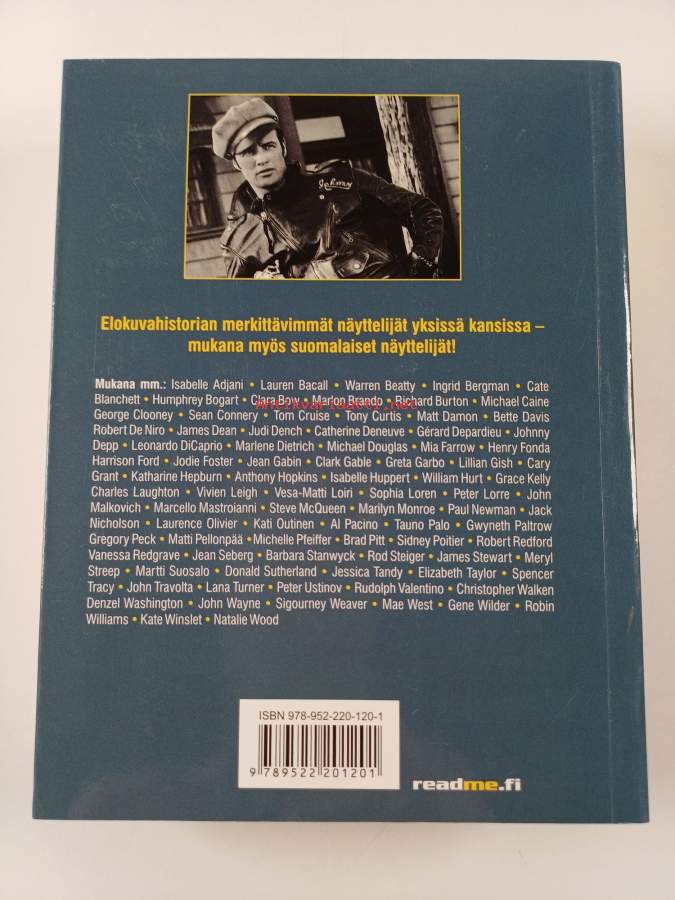 Johnny
Elokuvahistorian merkittävimmät näyttelijät yksissä kansissa –
mukana myös suomalaiset näyttelijät!
Mukana mm.: Isabelle Adjani • Lauren Bacall • Warren Beatty • Ingrid Bergman • Cate
Blanchett • Humphrey Bogart • Clara Bow • Marlon Brando • Richard Burton • Michael Caine
George Clooney • Sean Connery • Tom Cruise • Tony Curtis • Matt Damon • Bette Davis
Robert De Niro • James Dean • Judi Dench • Catherine Deneuve • Gérard Depardieu • Johnny
Depp • Leonardo DiCaprio • Marlene Dietrich • Michael Douglas • Mia Farrow • Henry Fonda
Harrison Ford • Jodie Foster • Jean Gabin • Clark Gable • Greta Garbo • Lillian Gish • Cary
Grant • Katharine Hepburn • Anthony Hopkins • Isabelle Huppert • William Hurt • Grace Kelly
Charles Laughton • Vivien Leigh • Vesa-Matti Loiri • Sophia Loren • Peter Lorre • John
Malkovich • Marcello Mastroianni • Steve McQueen • Marilyn Monroe • Paul Newman • Jack
Nicholson • Laurence Olivier • Kati Outinen • Al Pacino • Tauno Palo • Gwyneth Paltrow
Gregory Peck • Matti Pellonpää • Michelle Pfeiffer • Brad Pitt • Sidney Poitier • Robert Redford
Vanessa Redgrave • Jean Seberg • Barbara Stanwyck • Rod Steiger • James Stewart • Meryl
Streep • Martti Suosalo • Donald Sutherland • Jessica Tandy • Elizabeth Taylor • Spencer
Tracy • John Travolta • Lana Turner • Peter Ustinov • Rudolph Valentino • Christopher Walken
Denzel Washington • John Wayne • Sigourney Weaver • Mae West • Gene Wilder • Robin
Williams • Kate Winslet • Natalie Wood
ISBN 978-952-220-120-1
9 789522 201201
readme.fi